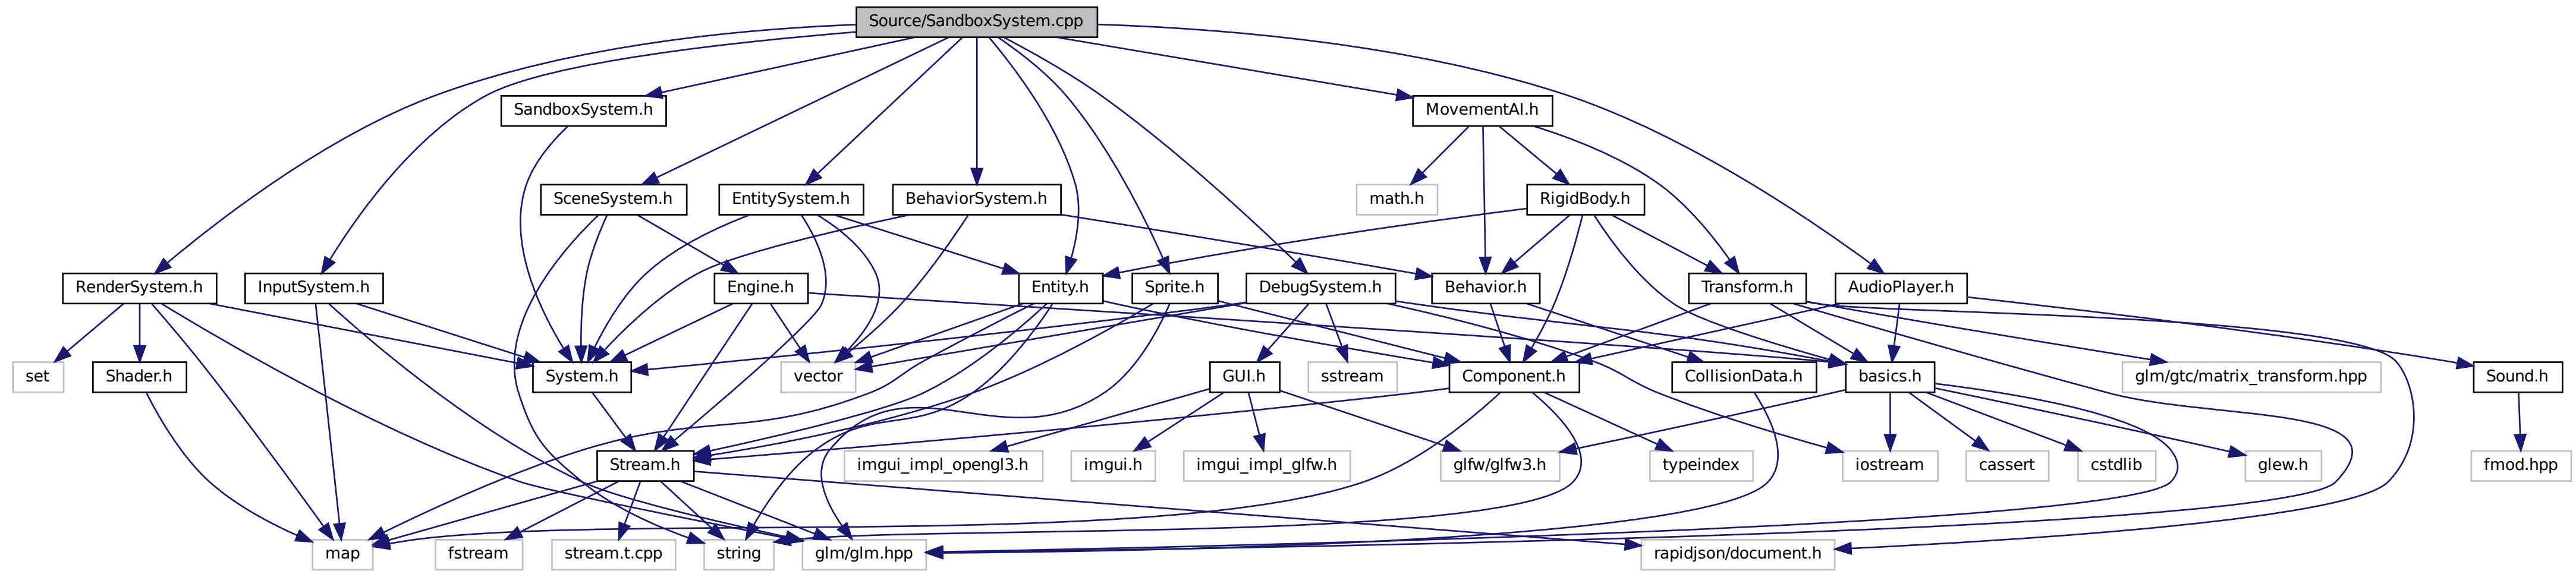 Source/SandboxSystem.cpp
SandboxSystem.h
MovementAI.h
SceneSystem.h
EntitySystem.h
BehaviorSystem.h
math.h
RigidBody.h
RenderSystem.h
InputSystem.h
Engine.h
Entity.h
Sprite.h
DebugSystem.h
Behavior.h
Transform.h
AudioPlayer.h
set
Shader.h
System.h
vector
GUI.h
sstream
Component.h
CollisionData.h
basics.h
glm/gtc/matrix_transform.hpp
Sound.h
Stream.h
imgui_impl_opengl3.h
imgui.h
imgui_impl_glfw.h
glfw/glfw3.h
typeindex
iostream
cassert
cstdlib
glew.h
fmod.hpp
map
fstream
stream.t.cpp
string
glm/glm.hpp
rapidjson/document.h